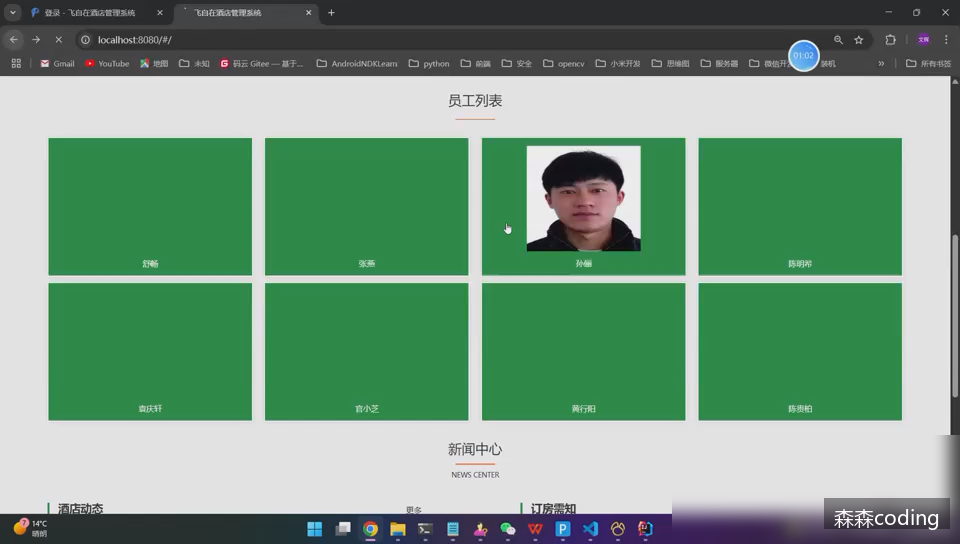 登录 - 飞自在酒店管理系统
飞自在酒店管理系统
localhost:8080/#/
文辉
01:02
Gmail
YouTube
地图
未知
码云 Gitee — 基于...
AndroidNDKLearn
python
前端
安全
opencv
小米开发
思维图
服务器
微信开
装机
所有书签
员工列表
舒畅
张燕
孙俪
陈明苓
袁庆轩
官小芝
黄行阳
陈贵柏
新闻中心
NEWS CENTER
酒店动态
更多
订房需知
7
14°C
晴朗
森森coding